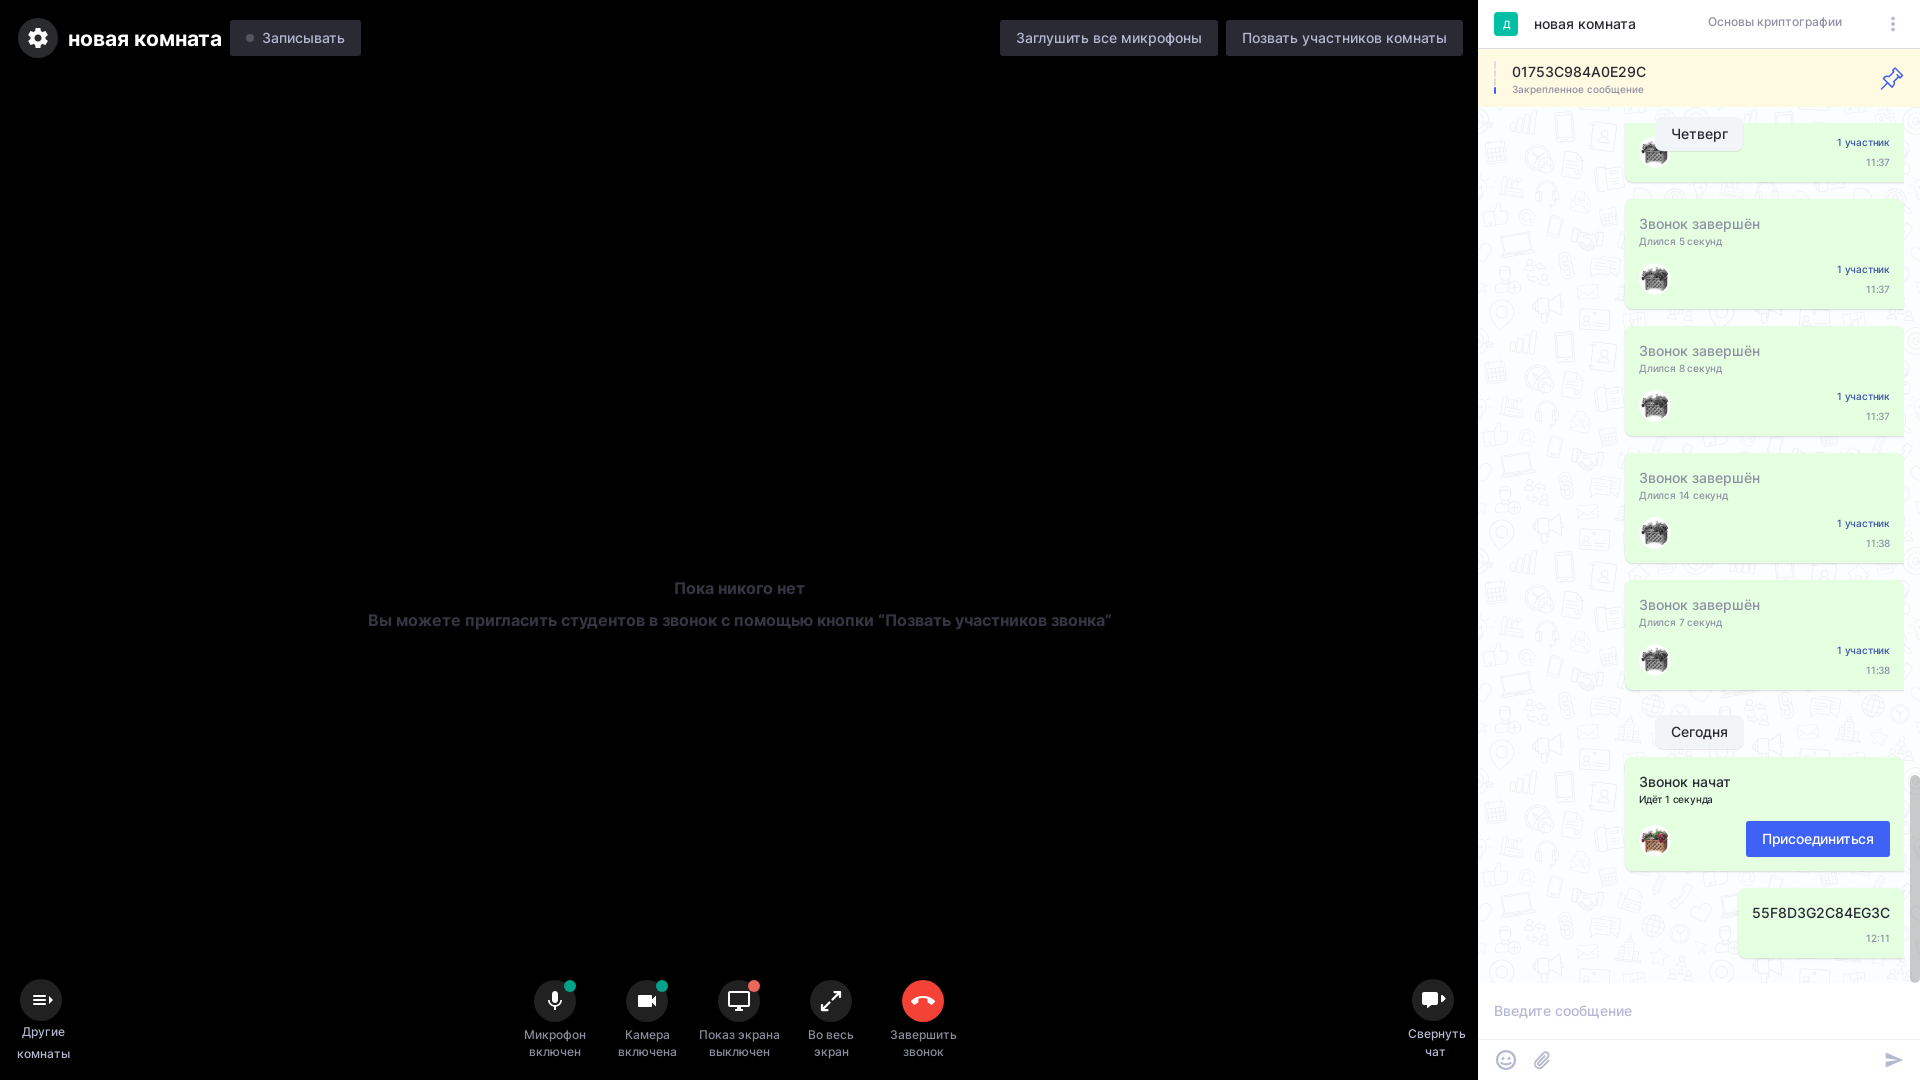 новая комната
Записывать
Заглушить все микрофоны
Позвать участников комнаты
Пока никого нет
Вы можете пригласить студентов в звонок с помощью кнопки “Позвать участников звонка”
Другие
комнаты
Микрофон
включен
Камера
включена
Показ экрана
выключен
Во весь
экран
Завершить
звонок
Свернуть
чат
Д
новая комната
Основы криптографии
01753C984A0E29C
Закрепленное сообщение
Четверг
1 участник
11:37
Звонок завершён
Длился 5 секунд
1 участник
11:37
Звонок завершён
Длился 8 секунд
1 участник
11:37
Звонок завершён
Длился 14 секунд
1 участник
11:38
Звонок завершён
Длился 7 секунд
1 участник
11:38
Сегодня
Звонок начат
Идёт 1 секунда
Присоединиться
55F8D3G2C84EG3C
12:11
Введите сообщение